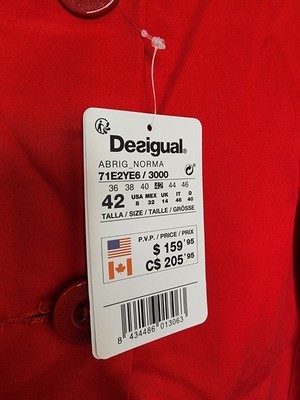 Desigual®
ABRIG_NORMA
71E2YE6 / 3000
36 38 40 42 44 46
42 USA MEX UK IT D
8 32 14 46 40
TALLA / SIZE / TAILLE / GRÖSSE
P.V.P. / PRICE / PRIX
$ 159'95
C$ 205'95
8 434486 013063